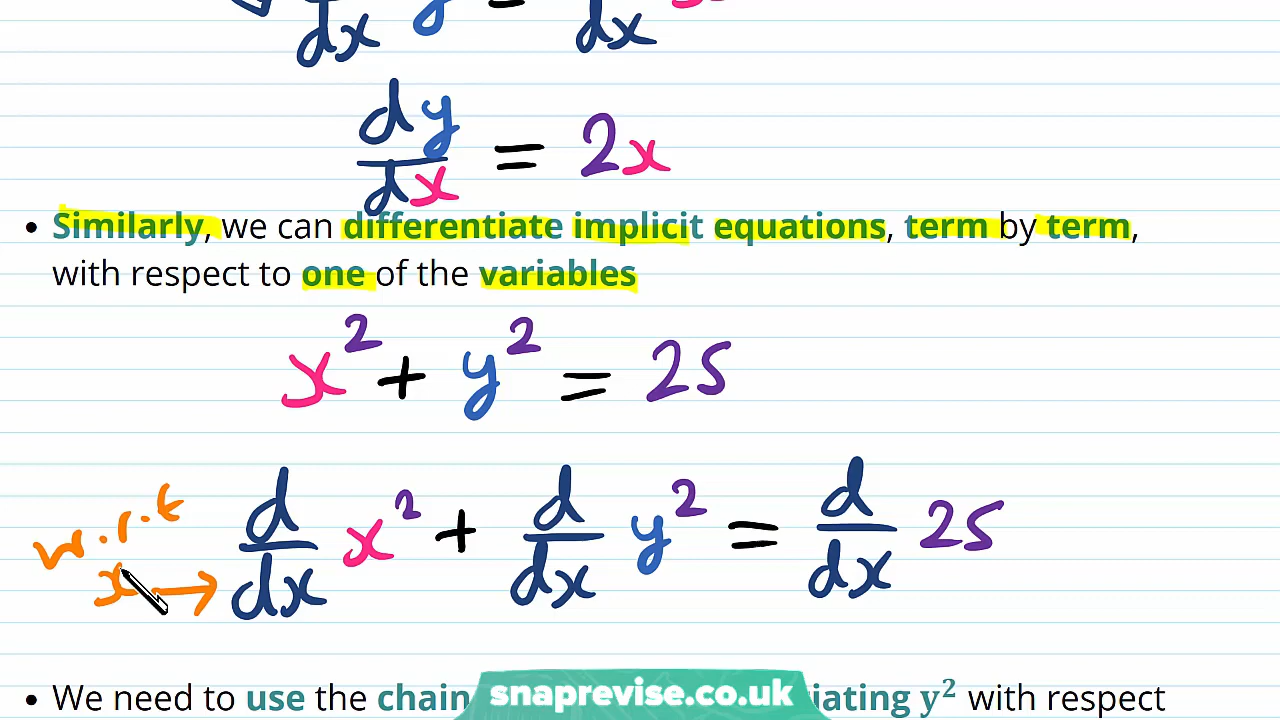 d/dx y = d/dx
dy/dx = 2x
• Similarly, we can differentiate implicit equations, term by term,
with respect to one of the variables
x² + y² = 25
w.r.t x → d/dx x² + d/dx y² = d/dx 25
• We need to use the chain iating y² with respect
snaprevise.co.uk